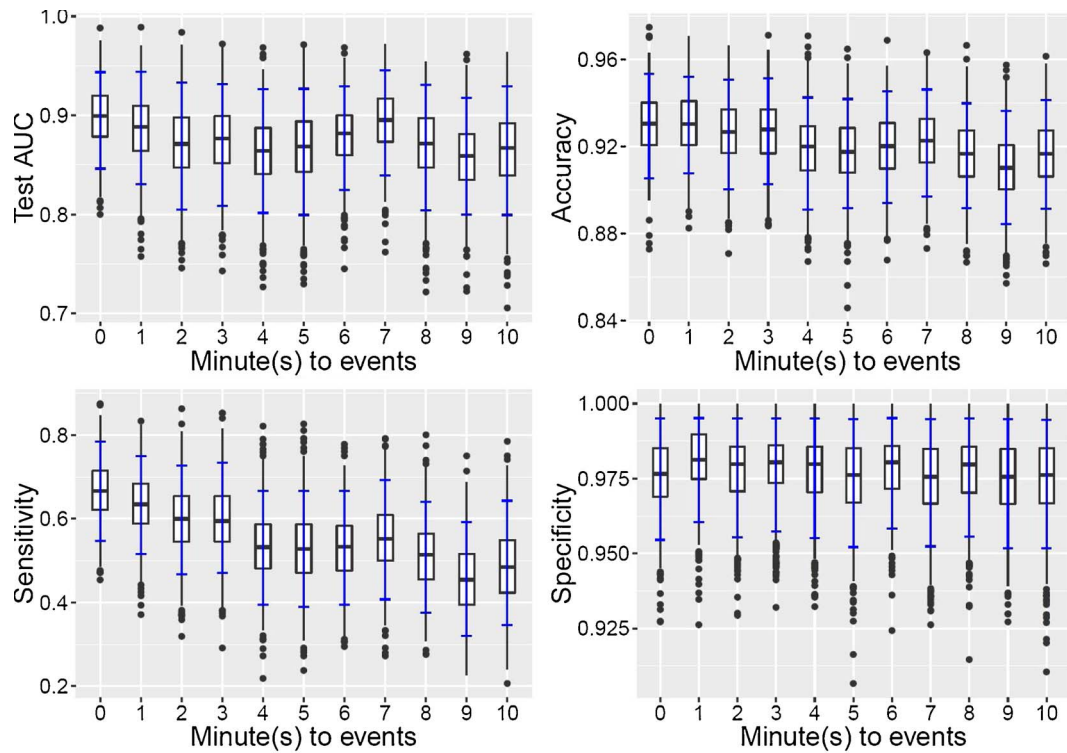 Test AUC
1.0
0.9
0.8
0.7
0 1 2 3 4 5 6 7 8 9 10
Minute(s) to events
Accuracy
0.96
0.92
0.88
0.84
0 1 2 3 4 5 6 7 8 9 10
Minute(s) to events
Sensitivity
0.8
0.6
0.4
0.2
0 1 2 3 4 5 6 7 8 9 10
Minute(s) to events
Specificity
1.000
0.975
0.950
0.925
0 1 2 3 4 5 6 7 8 9 10
Minute(s) to events